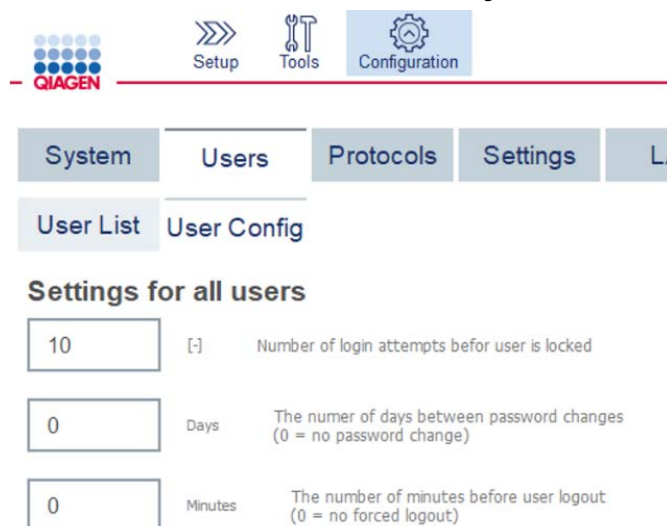 Setup Tools Configuration
QIAGEN
System Users Protocols Settings
User List User Config
Settings for all users
10 [-] Number of login attempts befor user is locked
0 Days The numer of days between password changes
(0 = no password change)
0 Minutes The number of minutes before user logout
(0 = no forced logout)